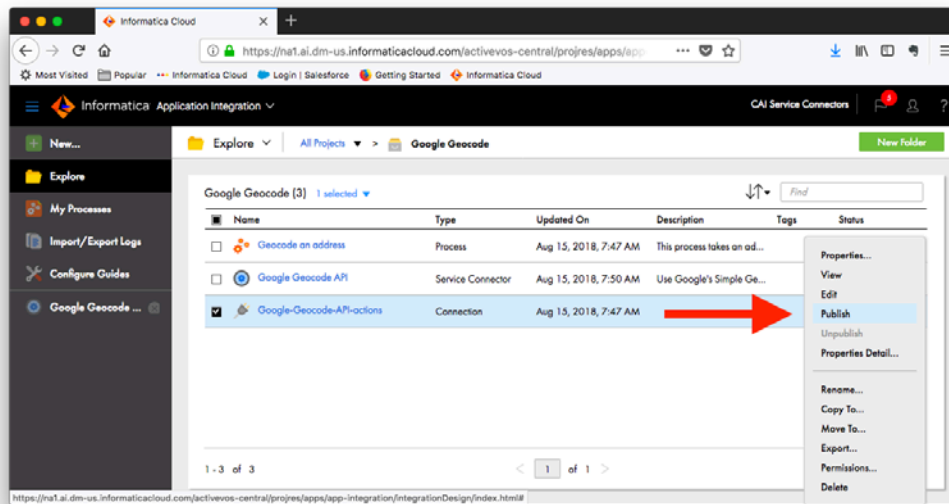 Informatica Cloud
https://na1.ai.dm-us.informaticacloud.com/activevos-central/projres/apps/app
Most Visited Popular Informatica Cloud Login | Salesforce Getting Started Informatica Cloud
Informatica Application Integration CAI Service Connectors 5 ?
New... Explore All Projects > Google Geocode New Folder
Explore
My Processes
Import/Export Logs
Configure Guides
Google Geocode ...
Google Geocode (3) 1 selected Find
Name Type Updated On Description Tags Status
Geocode an address Process Aug 15, 2018, 7:47 AM This process takes an ad...
Google Geocode API Service Connector Aug 15, 2018, 7:50 AM Use Google's Simple Ge...
Google-Geocode-API-actions Connection Aug 15, 2018, 7:47 AM
Properties...
View
Edit
Publish
Unpublish
Properties Detail...
Rename...
Copy To...
Move To...
Export...
Permissions...
Delete
1 - 3 of 3 < 1 of 1 >
https://na1.ai.dm-us.informaticacloud.com/activevos-central/projres/apps/app-integration/integrationDesign/index.html#